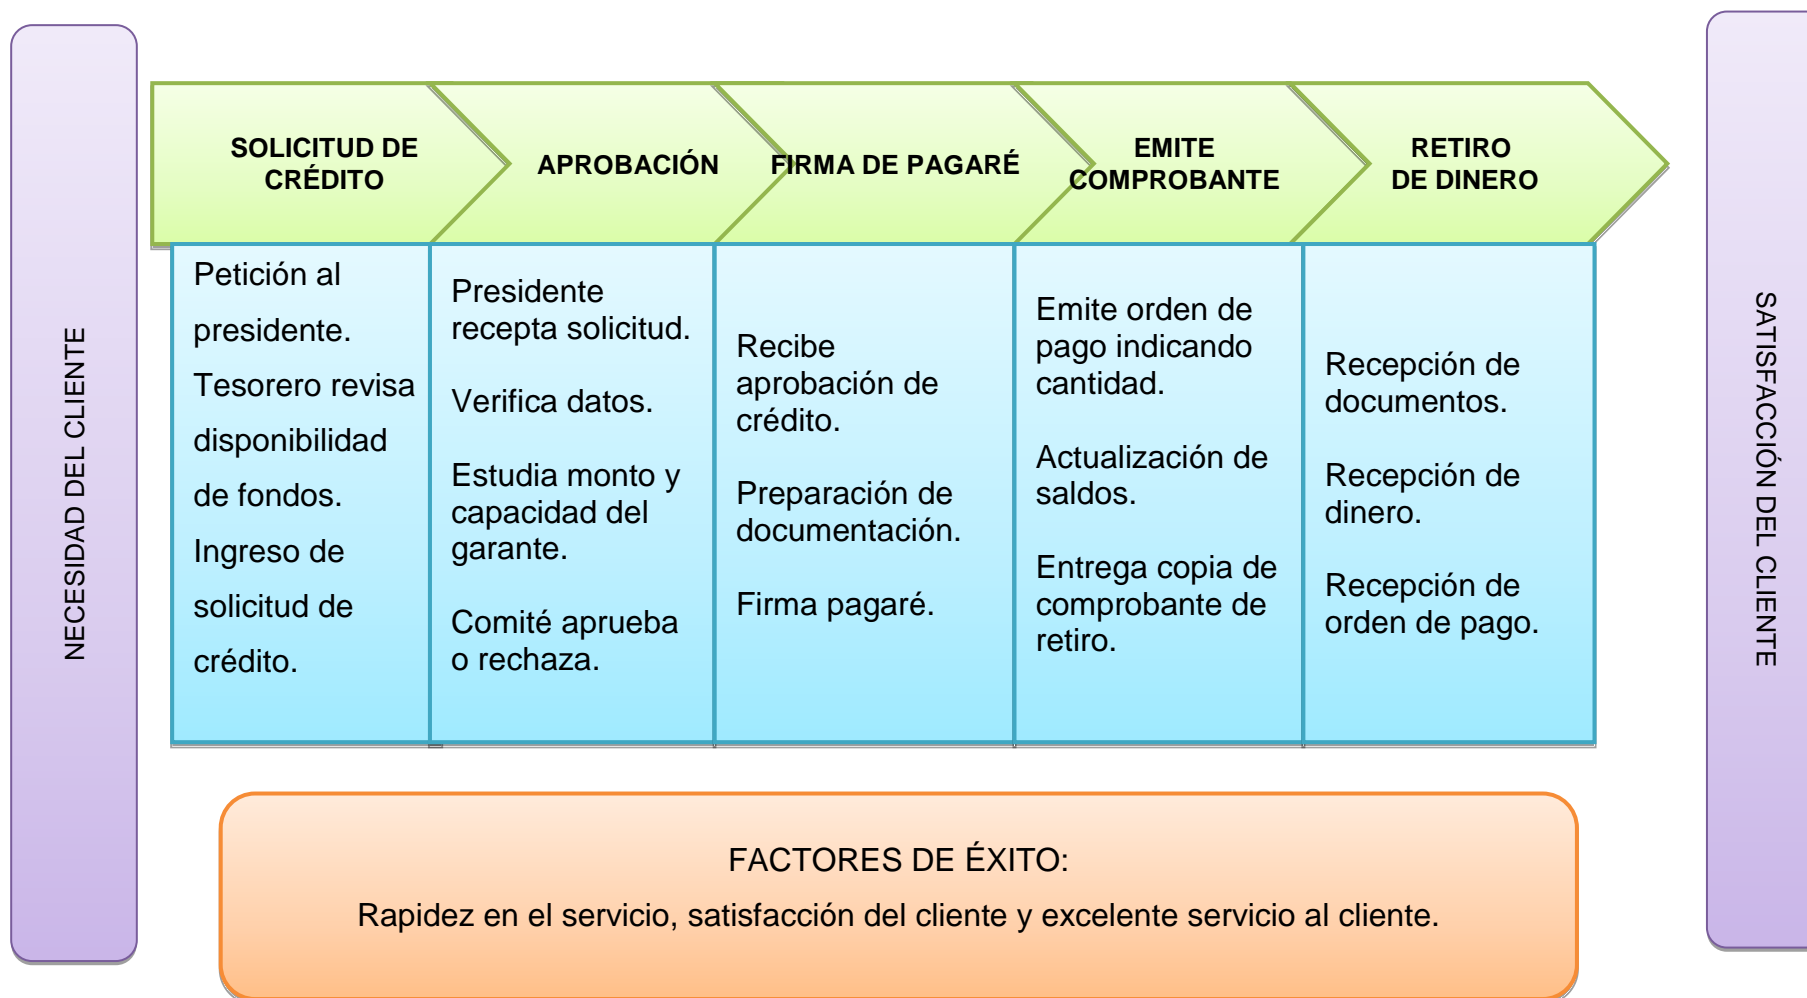 NECESIDAD DEL CLIENTE
SOLICITUD DE
CRÉDITO
APROBACIÓN
FIRMA DE PAGARÉ
EMITE
COMPROBANTE
RETIRO
DE DINERO
Petición al
presidente.
Tesorero revisa
disponibilidad
de fondos.
Ingreso de
solicitud de
crédito.
Presidente
recepta solicitud.
Verifica datos.
Estudia monto y
capacidad del
garante.
Comité aprueba
o rechaza.
Recibe
aprobación de
crédito.
Preparación de
documentación.
Firma pagaré.
Emite orden de
pago indicando
cantidad.
Actualización de
saldos.
Entrega copia de
comprobante de
retiro.
Recepción de
documentos.
Recepción de
dinero.
Recepción de
orden de pago.
SATISFACCIÓN DEL CLIENTE
FACTORES DE ÉXITO:
Rapidez en el servicio, satisfacción del cliente y excelente servicio al cliente.